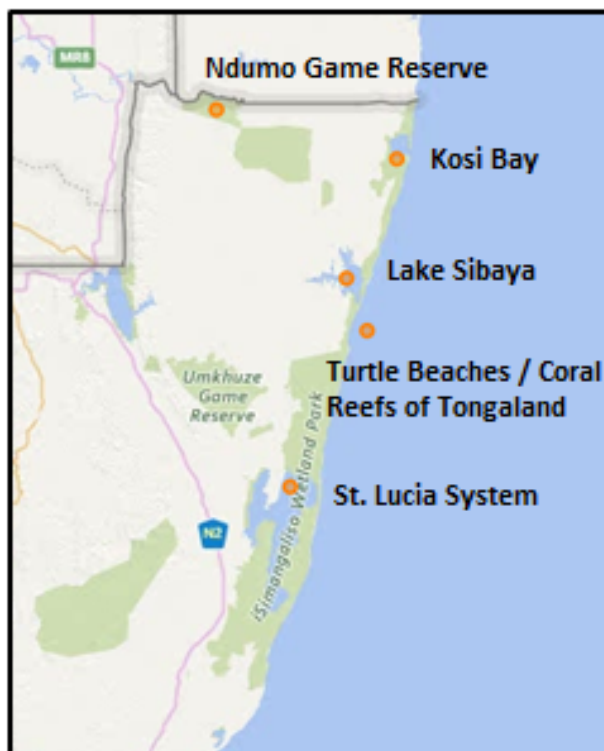 MR8
Ndumo Game Reserve
Kosi Bay
Lake Sibaya
Turtle Beaches / Coral
Reefs of Tongaland
Umkhuze
Game
Reserve
St. Lucia System
iSimangaliso Wetland Park
N2